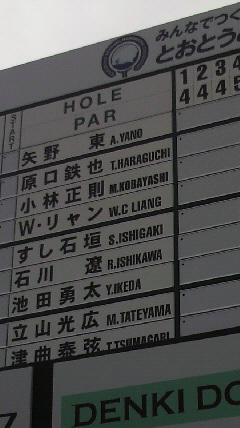 みんなでつく
とおとうみ
HOLE 1 2 3 4
PAR 4 4 4 5
START
矢野 東 A.YANO
原口鉄也 T.HARAGUCHI
小林正則 M.KOBAYASHI
W・リャン W.C LIANG
すし石垣 S.ISHIGAKI
石川 遼 R.ISHIKAWA
池田勇太 Y.IKEDA
立山光広 M.TATEYAMA
津曲泰弦 T.TSUMAGARI
DENKI DO